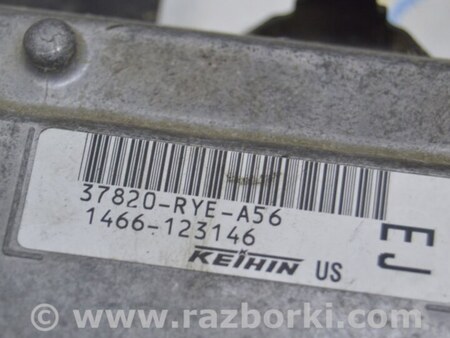 37820-RYE-A56
1466-123146
KEIHIN US
EJ
www.razborki.com